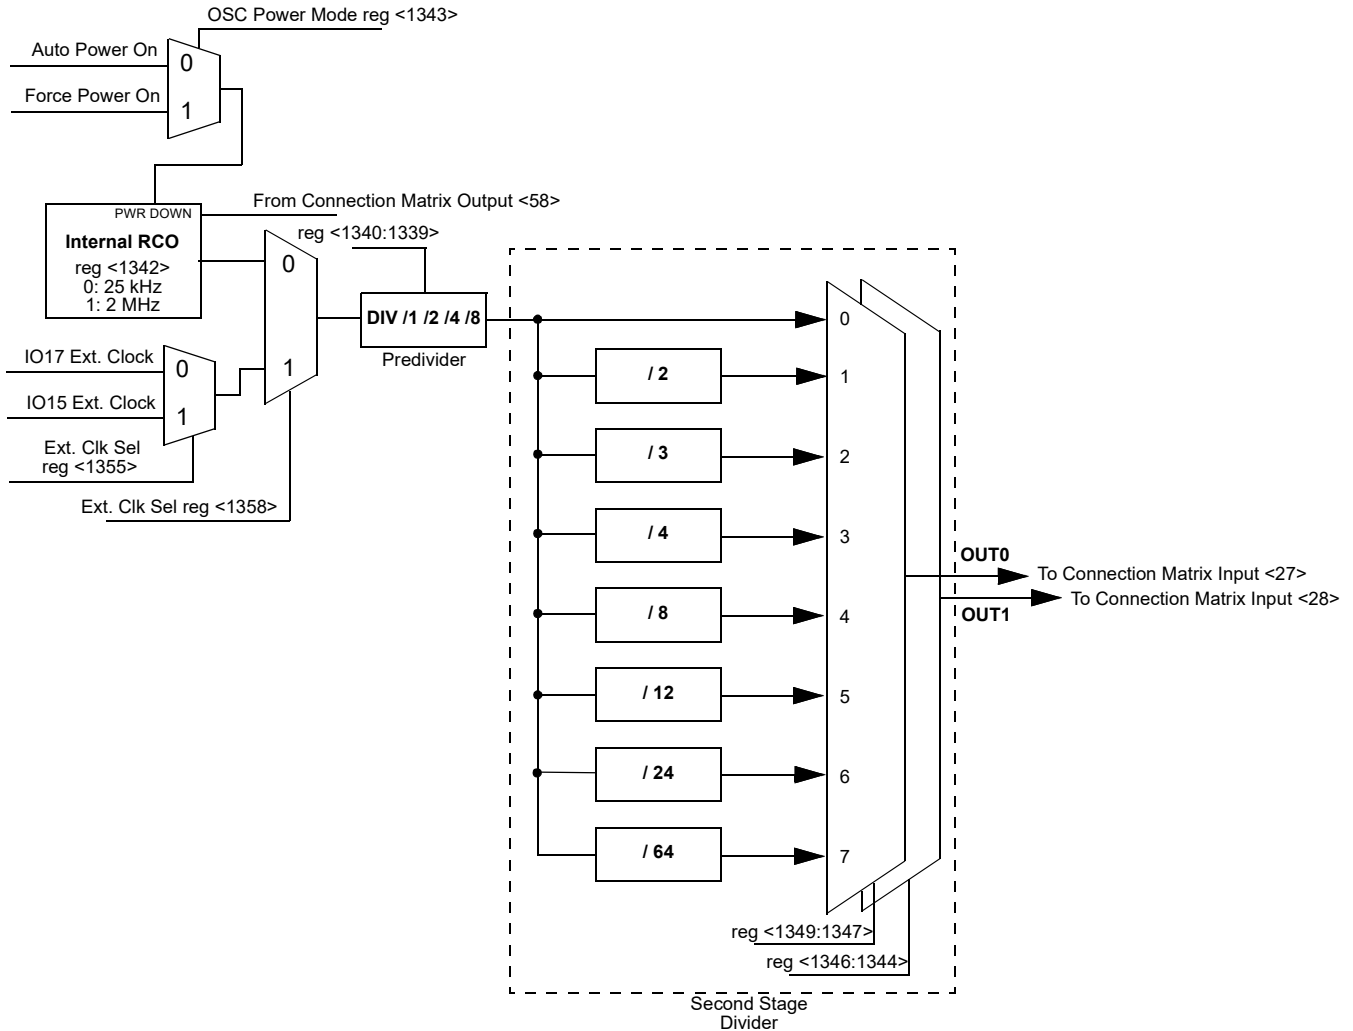 OSC Power Mode reg <1343>
Auto Power On
0
Force Power On
1
From Connection Matrix Output <58>
PWR DOWN
Internal RCO
reg <1342>
0: 25 kHz
1: 2 MHz
reg <1340:1339>
0
1
DIV /1 /2 /4 /8
Predivider
IO17 Ext. Clock
0
IO15 Ext. Clock
1
Ext. Clk Sel
reg <1355>
Ext. Clk Sel reg <1358>
0
/ 2
1
/ 3
2
/ 4
3
/ 8
4
/ 12
5
/ 24
6
/ 64
7
OUT0
To Connection Matrix Input <27>
To Connection Matrix Input <28>
OUT1
reg <1349:1347>
reg <1346:1344>
Second Stage
Divider